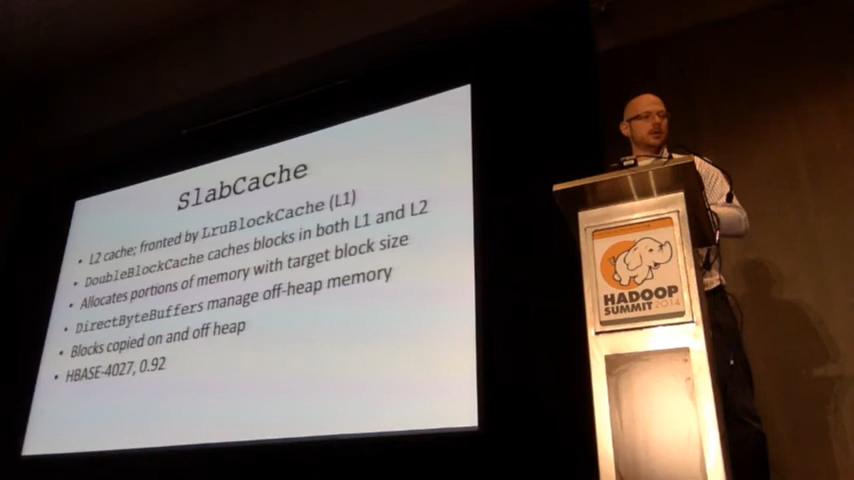 SlabCache
• L2 cache; fronted by LruBlockCache (L1)
• DoubleBlockCache caches blocks in both L1 and L2
• Allocates portions of memory with target block size
• DirectByteBuffers manage off-heap memory
• Blocks copied on and off heap
• HBASE-4027, 0.92
HADOOP
SUMMIT 2014